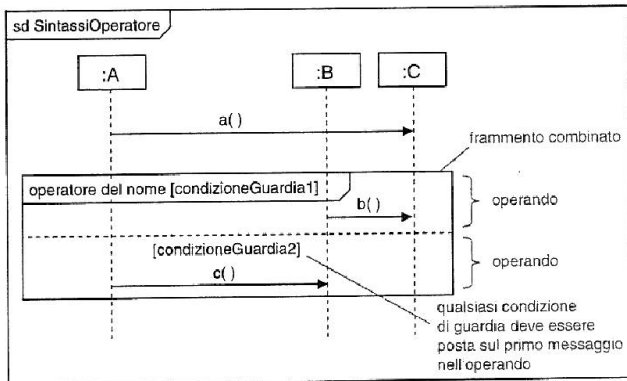 sd SintassiOperatore
:A
:B
:C
a( )
frammento combinato
operatore del nome [condizioneGuardia1]
b( )
operando
[condizioneGuardia2]
c( )
operando
qualsiasi condizione
di guardia deve essere
posta sul primo messaggio
nell'operando